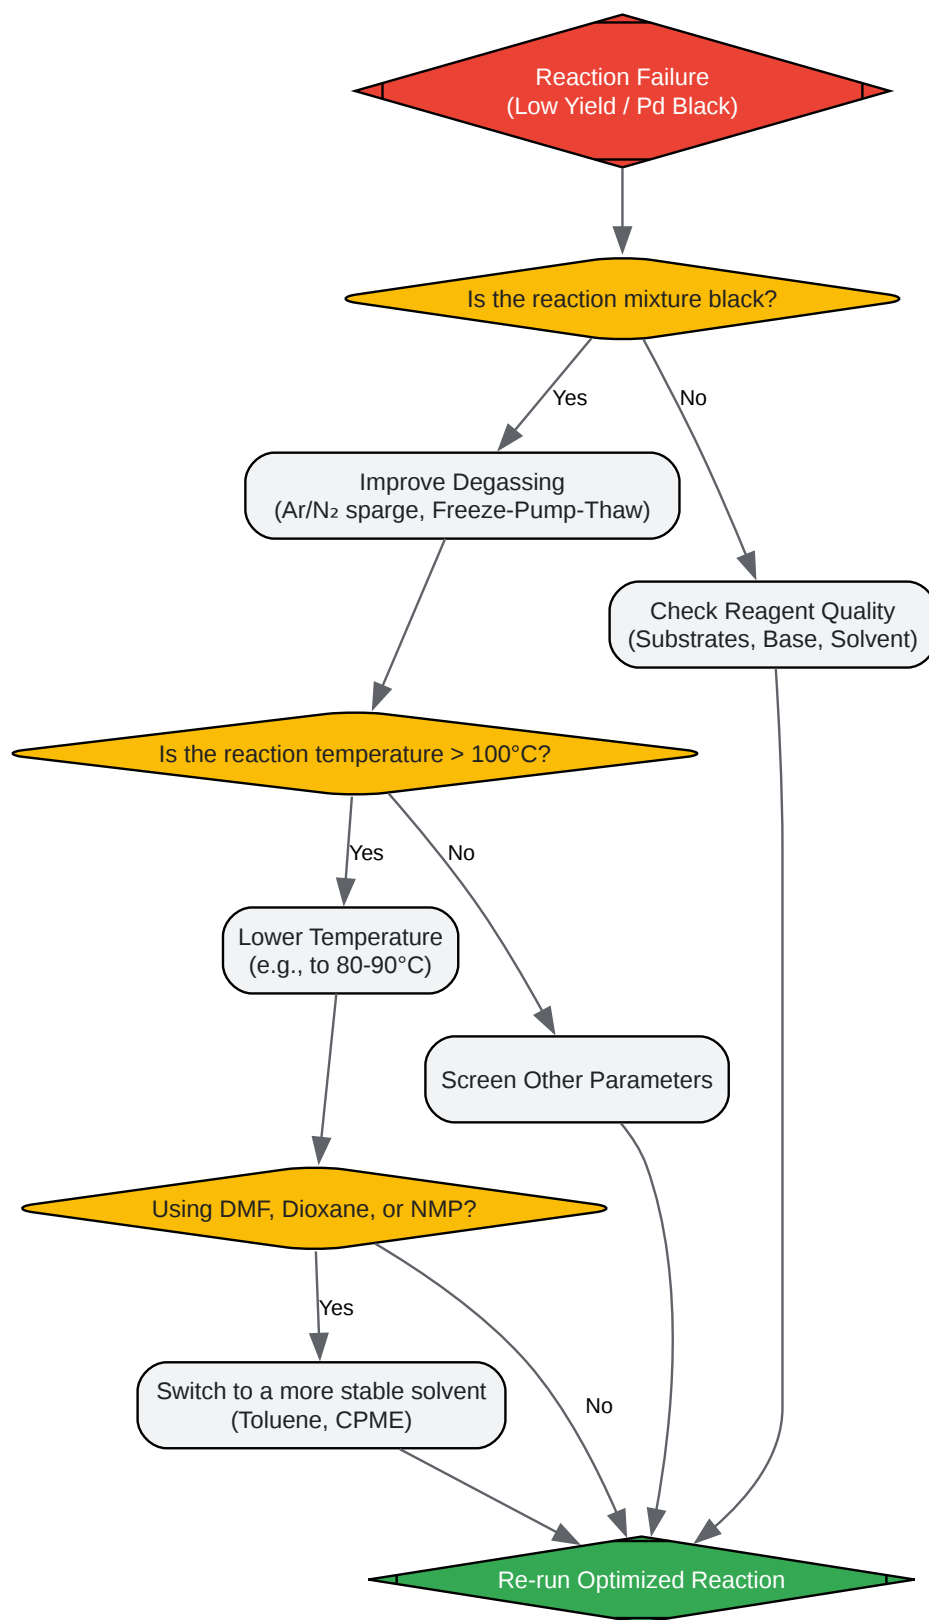 Reaction Failure
(Low Yield / Pd Black)
Is the reaction mixture black?
Yes
No
Improve Degassing
(Ar/N₂ sparge, Freeze-Pump-Thaw)
Check Reagent Quality
(Substrates, Base, Solvent)
Is the reaction temperature > 100°C?
Yes
No
Lower Temperature
(e.g., to 80-90°C)
Screen Other Parameters
Using DMF, Dioxane, or NMP?
Yes
Switch to a more stable solvent
(Toluene, CPME)
No
Re-run Optimized Reaction